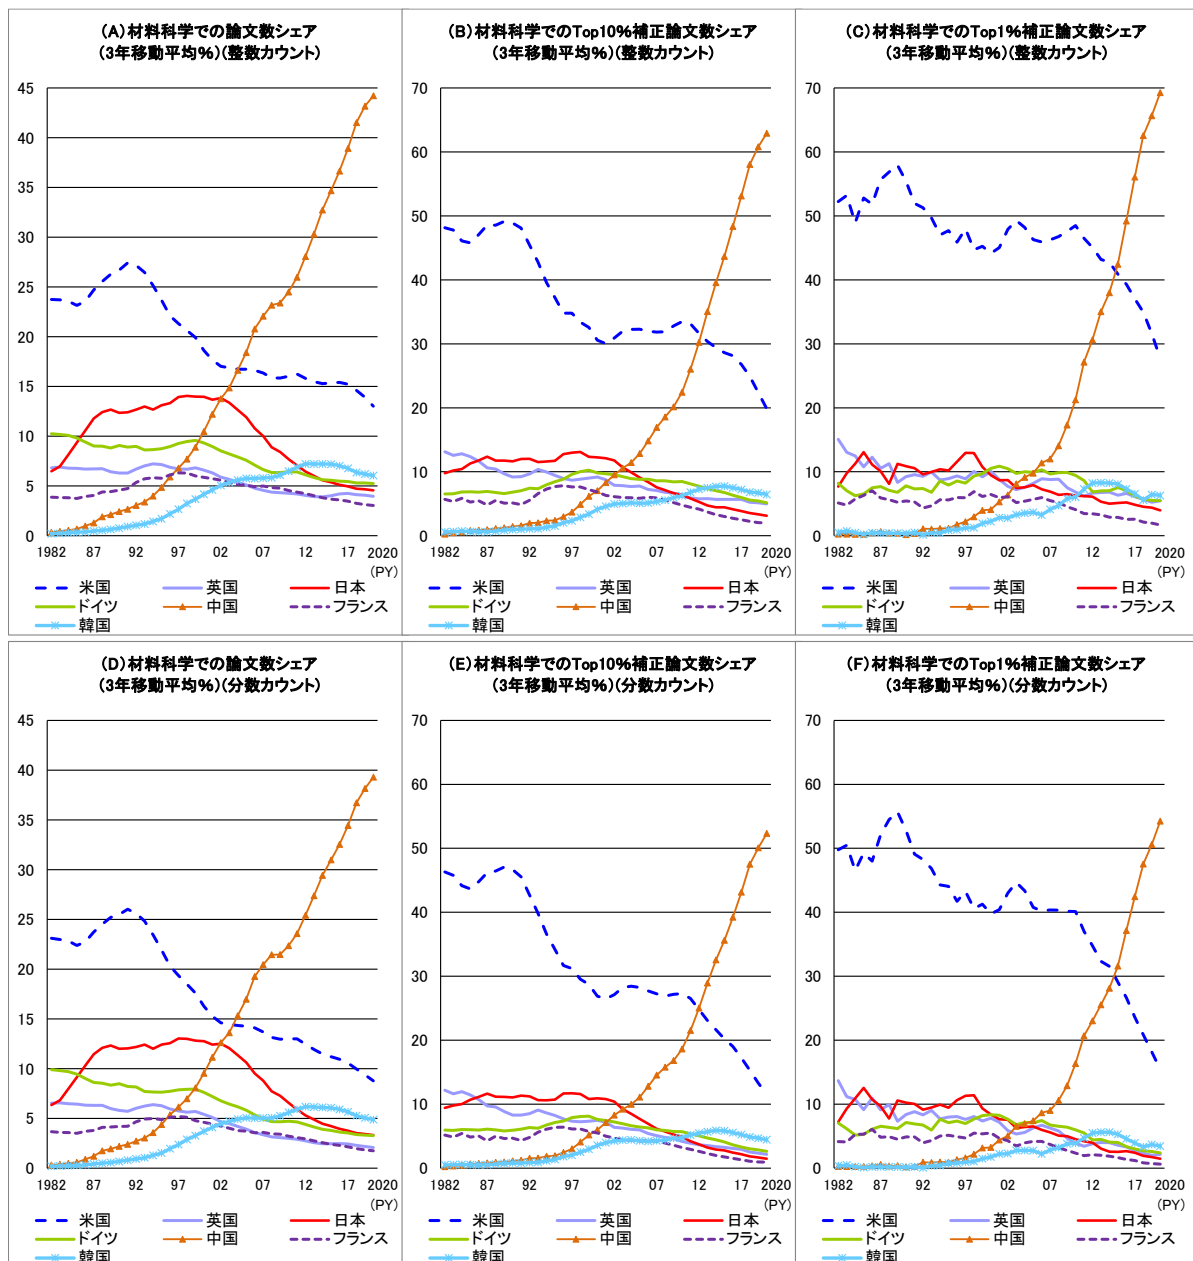 (A)材料科学での論文数シェア
(3年移動平均%)(整数カウント)
45
40
35
30
25
20
15
10
5
0
1982 87 92 97 02 07 12 2020
(PY)
米国 英国 日本
ドイツ 中国 フランス
韓国
(B)材料科学でのTop10%補正論文数シェア
(3年移動平均%)(整数カウント)
70
60
50
40
30
20
10
0
1982 87 92 97 02 07 12 2020
(PY)
米国 英国 日本
ドイツ 中国 フランス
韓国
(C)材料科学でのTop1%補正論文数シェア
(3年移動平均%)(整数カウント)
70
60
50
40
30
20
10
0
1982 87 92 97 02 07 12 17 2020
(PY)
米国 英国 日本
ドイツ 中国 フランス
韓国
(D)材料科学での論文数シェア
(3年移動平均%)(分数カウント)
45
40
35
30
25
20
15
10
5
0
1982 87 92 97 02 07 12 2020
(PY)
米国 英国 日本
ドイツ 中国 フランス
韓国
(E)材料科学でのTop10%補正論文数シェア
(3年移動平均%)(分数カウント)
70
60
50
40
30
20
10
0
1982 87 92 97 02 07 12 2020
(PY)
米国 英国 日本
ドイツ 中国 フランス
韓国
(F)材料科学でのTop1%補正論文数シェア
(3年移動平均%)(分数カウント)
70
60
50
40
30
20
10
0
1982 87 92 97 02 07 12 17 2020
(PY)
米国 英国 日本
ドイツ 中国 フランス
韓国